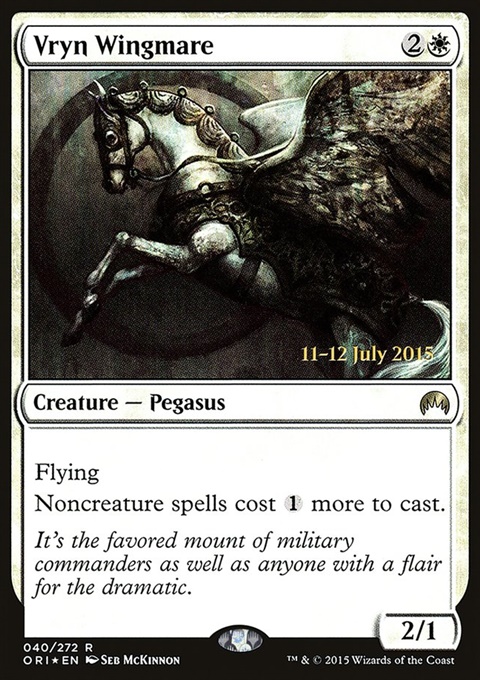 Vryn Wingmare 2
11–12 July 2015
Creature — Pegasus
Flying
Noncreature spells cost 1 more to cast.
It's the favored mount of military
commanders as well as anyone with a flair
for the dramatic.
2/1
040/272 R
ORI★EN Seb McKinnon
™ & © 2015 Wizards of the Coast